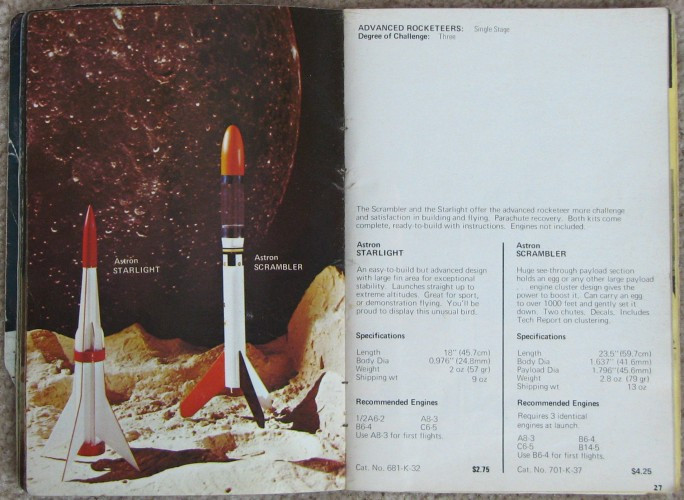 Astron
STARLIGHT
Astron
SCRAMBLER
ADVANCED ROCKETEERS: Single Stage
Degree of Challenge: Three
The Scrambler and the Starlight offer the advanced rocketeer more challenge
and satisfaction in building and flying. Parachute recovery. Both kits come
complete, ready-to-build with instructions. Engines not included.
Astron
STARLIGHT
An easy-to-build but advanced design
with large fin area for exceptional
stability. Launches straight up to
extreme altitudes. Great for sport,
or demonstration flying. You'll be
proud to display this unusual bird.
Specifications
Length 18" (45.7cm)
Body Dia 0.976" (24.8mm)
Weight 2 oz (57 gr)
Shipping wt 9 oz
Recommended Engines
1/2A6-2 A8-3
B6-4 C6-5
Use A8-3 for first flights.
Cat. No. 681-K-32 $2.75
Astron
SCRAMBLER
Huge see-through payload section
holds an egg or any other large payload
. . . engine cluster design gives the
power to boost it. Can carry an egg
to over 1000 feet and gently set it
down. Two chutes. Decals. Includes
Tech Report on clustering.
Specifications
Length 23.5" (59.7cm)
Body Dia 1.637" (41.6mm)
Payload Dia 1.796" (45.6mm)
Weight 2.8 oz (79 gr)
Shipping wt 13 oz
Recommended Engines
Requires 3 identical
engines at launch
A8-3 B6-4
C6-5 B14-5
Use B6-4 for first flights.
Cat. No. 701-K-37 $4.25
27